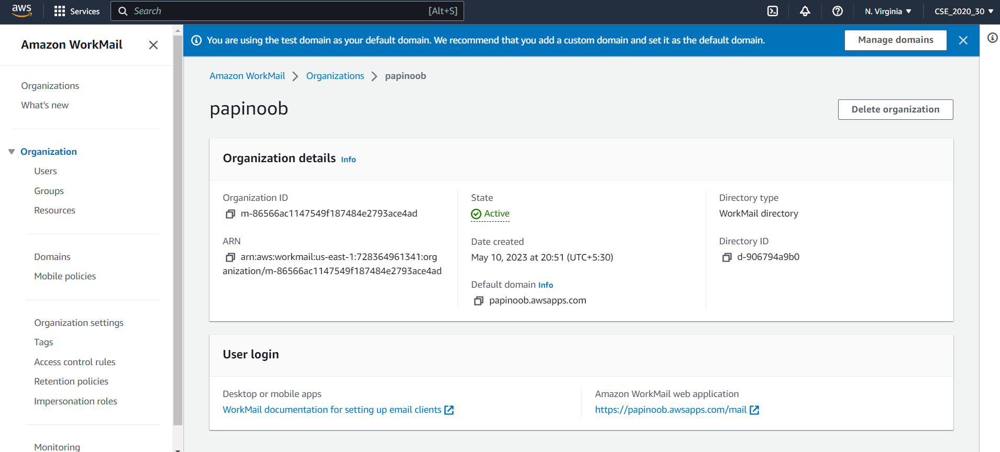 aws
Services
Search
[Alt+S]
N. Virginia
CSE_2020_30
Amazon WorkMail
Organizations
What's new
Organization
Users
Groups
Resources
Domains
Mobile policies
Organization settings
Tags
Access control rules
Retention policies
Impersonation roles
Monitoring
You are using the test domain as your default domain. We recommend that you add a custom domain and set it as the default domain.
Manage domains
Amazon WorkMail
Organizations
papinoob
papinoob
Delete organization
Organization details Info
Organization ID
m-86566ac1147549f187484e2793ace4ad
ARN
arn:aws:workmail:us-east-1:728364961341:org
anization/m-86566ac1147549f187484e2793ace4ad
State
Active
Date created
May 10, 2023 at 20:51 (UTC+5:30)
Default domain Info
papinoob.awsapps.com
Directory type
WorkMail directory
Directory ID
d-906794a9b0
User login
Desktop or mobile apps
WorkMail documentation for setting up email clients
Amazon WorkMail web application
https://papinoob.awsapps.com/mail